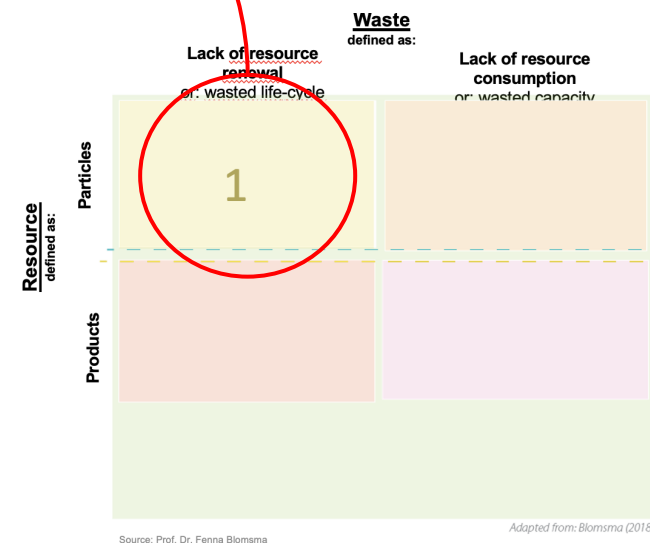 Waste
defined as:
Lack of resource
renewal
or: wasted life-cycle
Lack of resource
consumption
or: wasted capacity
Resource
defined as:
Particles
1
Products
Adapted from: Blomsma (2018
Source: Prof. Dr. Fenna Blomsma